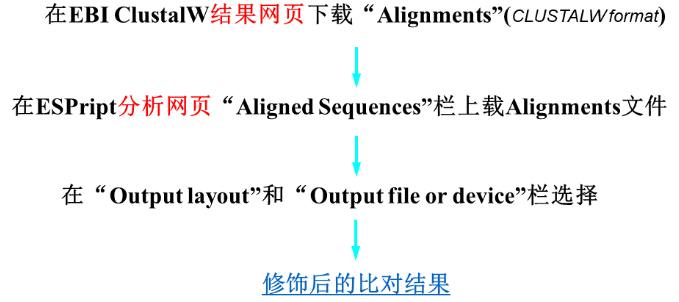 在EBI ClustalW结果网页下载“Alignments”(CLUSTALW format)
在ESPript分析网页“Aligned Sequences”栏上载Alignments文件
在“Output layout”和“Output file or device”栏选择
修饰后的比对结果